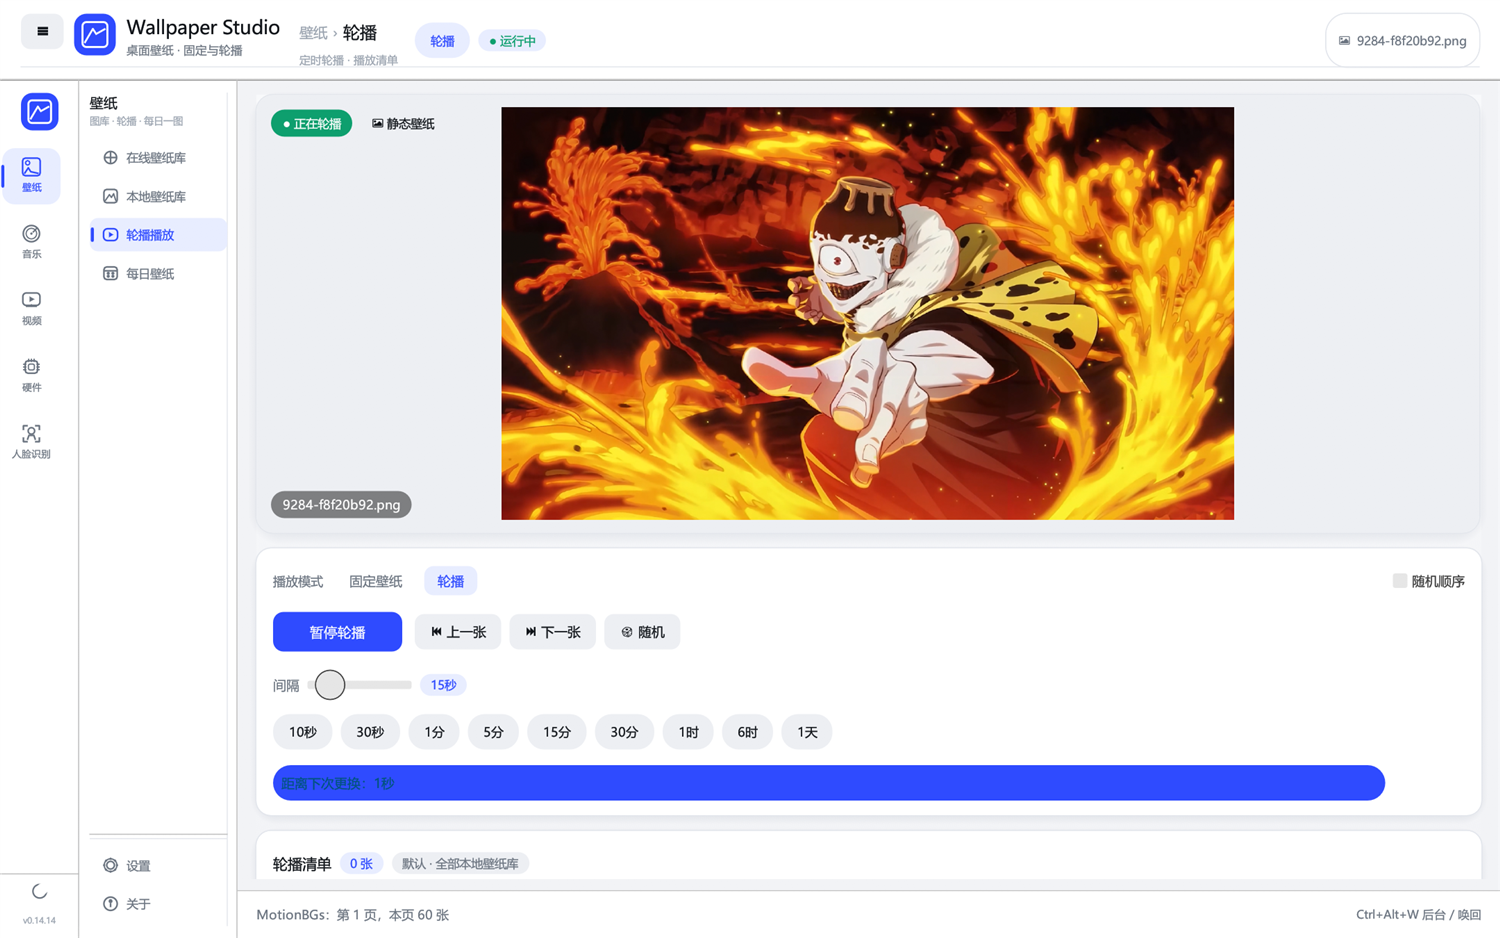 Wallpaper Studio
桌面壁纸 · 固定与轮播
壁纸 › 轮播
定时轮播 · 播放清单
轮播
运行中
9284-f8f20b92.png
壁纸
音乐
视频
硬件
人脸识别
v0.14.14
壁纸
图库 · 轮播 · 每日一图
在线壁纸库
本地壁纸库
轮播播放
每日壁纸
设置
关于
正在轮播
静态壁纸
9284-f8f20b92.png
播放模式 固定壁纸 轮播
随机顺序
暂停轮播 上一张 下一张 随机
间隔 15秒
10秒 30秒 1分 5分 15分 30分 1时 6时 1天
距离下次更换：1秒
轮播清单 0 张 默认 · 全部本地壁纸库
MotionBGs：第 1 页，本页 60 张
Ctrl+Alt+W 后台 / 唤回